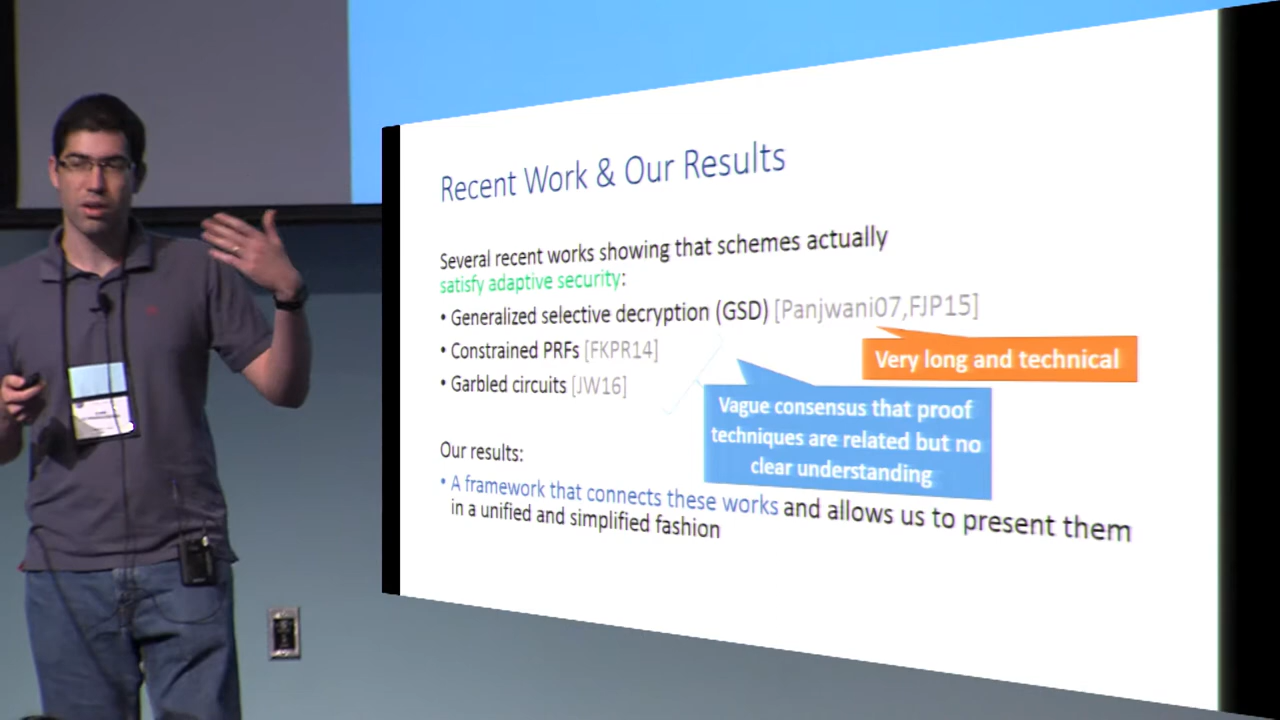 Recent Work & Our Results
Several recent works showing that schemes actually
satisfy adaptive security:
• Generalized selective decryption (GSD) [Panjwani07,FJP15]
• Constrained PRFs [FKPR14]
• Garbled circuits [JW16]
Very long and technical
Vague consensus that proof
techniques are related but no
clear understanding
Our results:
• A framework that connects these works and allows us to present them
in a unified and simplified fashion